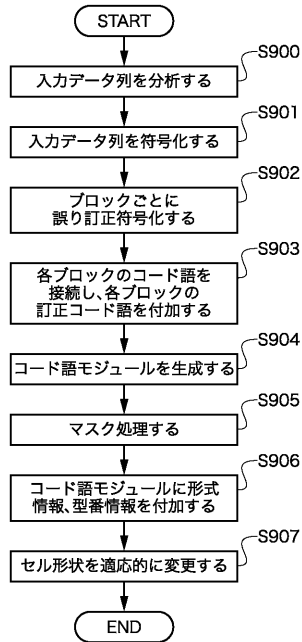 START
S900
入力データ列を分析する
S901
入力データ列を符号化する
S902
ブロックごとに
誤り訂正符号化する
S903
各ブロックのコード語を
接続し、各ブロックの
訂正コード語を付加する
S904
コード語モジュールを生成する
S905
マスク処理する
S906
コード語モジュールに形式
情報、型番情報を付加する
S907
セル形状を適応的に変更する
END